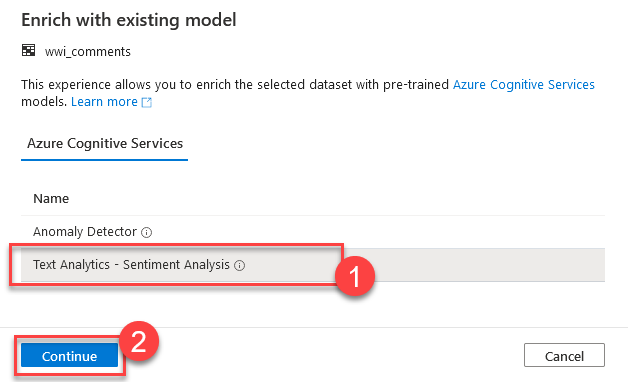 Enrich with existing model
wwi_comments
This experience allows you to enrich the selected dataset with pre-trained Azure Cognitive Services
models. Learn more
Azure Cognitive Services
Name
Anomaly Detector
Text Analytics - Sentiment Analysis
1
2
Continue
Cancel